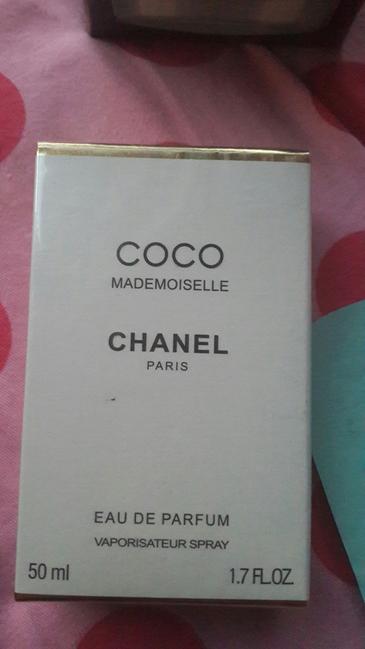 COCO
MADEMOISELLE
CHANEL
PARIS
EAU DE PARFUM
VAPORISATEUR SPRAY
50 ml 1.7 FL.OZ.